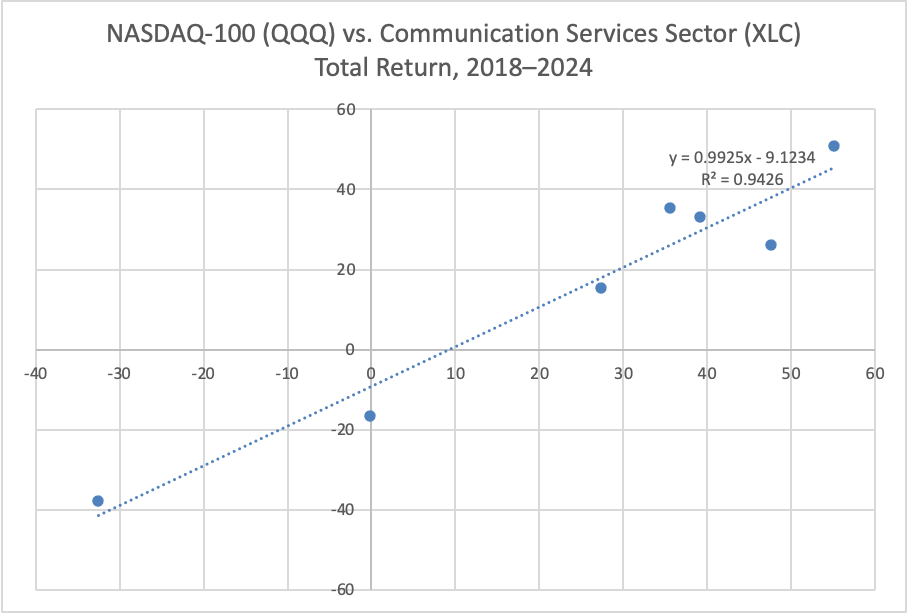 NASDAQ-100 (QQQ) vs. Communication Services Sector (XLC)
Total Return, 2018–2024
60
y = 0.9925x - 9.1234
R² = 0.9426
40
20
0
-40 -30 -20 -10 0 10 20 30 40 50 60
-20
-40
-60